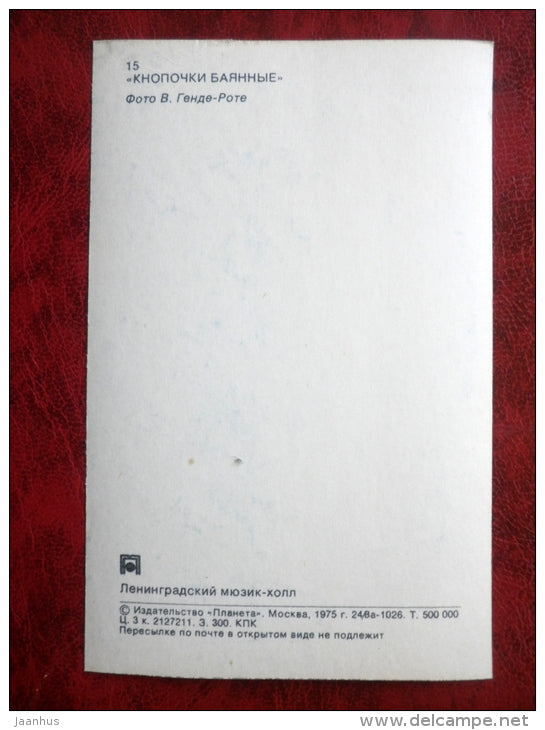 15
«КНОПОЧКИ БАЯННЫЕ»
Фото В. Генде-Роте
Ленинградский мюзик-холл
© Издательство «Планета». Москва, 1975 г. 24/8а-1026. Т. 500 000
Ц. 3 к. 2127211. З. 300. КПК
Пересылке по почте в открытом виде не подлежит
jaanhus
www.delcampe.net